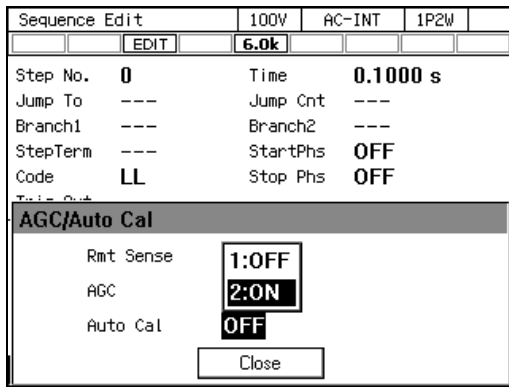 Sequence Edit 100V AC-INT 1P2W
EDIT 6.0k
Step No. 0 Time 0.1000 s
Jump To --- Jump Cnt ---
Branch1 --- Branch2 ---
StepTerm --- StartPhs OFF
Code LL Stop Phs OFF
AGC/Auto Cal
Rmt Sense 1:OFF
AGC 2:ON
Auto Cal OFF
Close